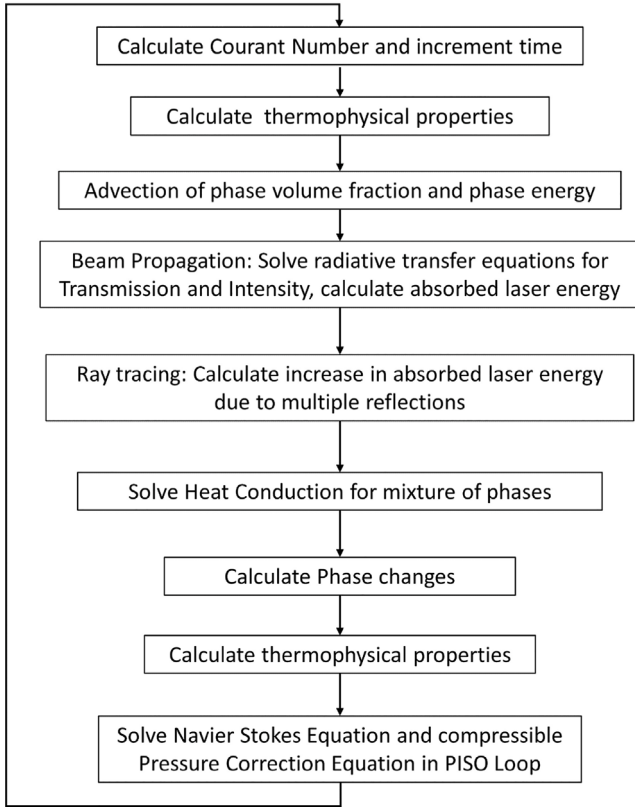 Calculate Courant Number and increment time
Calculate thermophysical properties
Advection of phase volume fraction and phase energy
Beam Propagation: Solve radiative transfer equations for
Transmission and Intensity, calculate absorbed laser energy
Ray tracing: Calculate increase in absorbed laser energy
due to multiple reflections
Solve Heat Conduction for mixture of phases
Calculate Phase changes
Calculate thermophysical properties
Solve Navier Stokes Equation and compressible
Pressure Correction Equation in PISO Loop